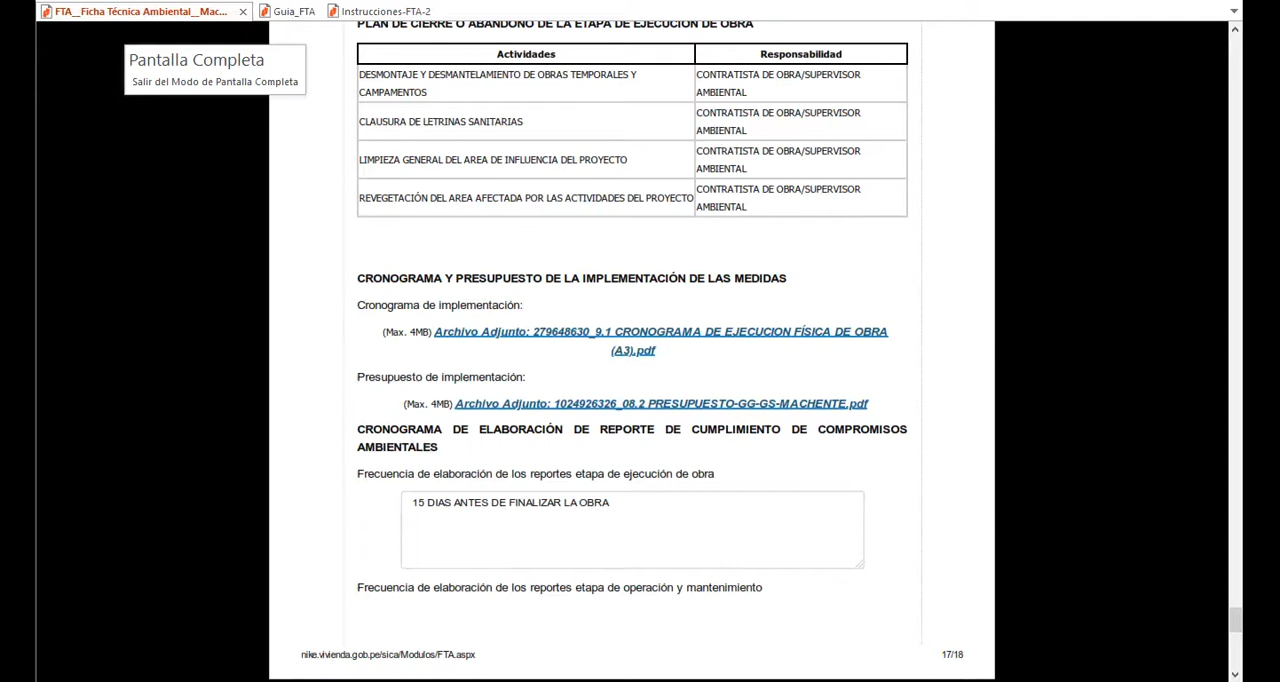 FTA__Ficha Técnica Ambiental__Mac...
Guia_FTA
Instrucciones-FTA-2
Pantalla Completa
Salir del Modo de Pantalla Completa
PLAN DE CIERRE O ABANDONO DE LA ETAPA DE EJECUCION DE OBRA
Actividades
Responsabilidad
DESMONTAJE Y DESMANTELAMIENTO DE OBRAS TEMPORALES Y
CAMPAMENTOS
CONTRATISTA DE OBRA/SUPERVISOR
AMBIENTAL
CLAUSURA DE LETRINAS SANITARIAS
CONTRATISTA DE OBRA/SUPERVISOR
AMBIENTAL
LIMPIEZA GENERAL DEL AREA DE INFLUENCIA DEL PROYECTO
CONTRATISTA DE OBRA/SUPERVISOR
AMBIENTAL
REVEGETACIÓN DEL AREA AFECTADA POR LAS ACTIVIDADES DEL PROYECTO
CONTRATISTA DE OBRA/SUPERVISOR
AMBIENTAL
CRONOGRAMA Y PRESUPUESTO DE LA IMPLEMENTACIÓN DE LAS MEDIDAS
Cronograma de implementación:
(Max. 4MB) Archivo Adjunto: 279648630_9.1 CRONOGRAMA DE EJECUCION FÍSICA DE OBRA
(A3).pdf
Presupuesto de implementación:
(Max. 4MB) Archivo Adjunto: 1024926326_08.2 PRESUPUESTO-GG-GS-MACHENTE.pdf
CRONOGRAMA DE ELABORACIÓN DE REPORTE DE CUMPLIMIENTO DE COMPROMISOS
AMBIENTALES
Frecuencia de elaboración de los reportes etapa de ejecución de obra
15 DIAS ANTES DE FINALIZAR LA OBRA
Frecuencia de elaboración de los reportes etapa de operación y mantenimiento
nike.vivienda.gob.pe/sica/Modulos/FTA.aspx
17/18